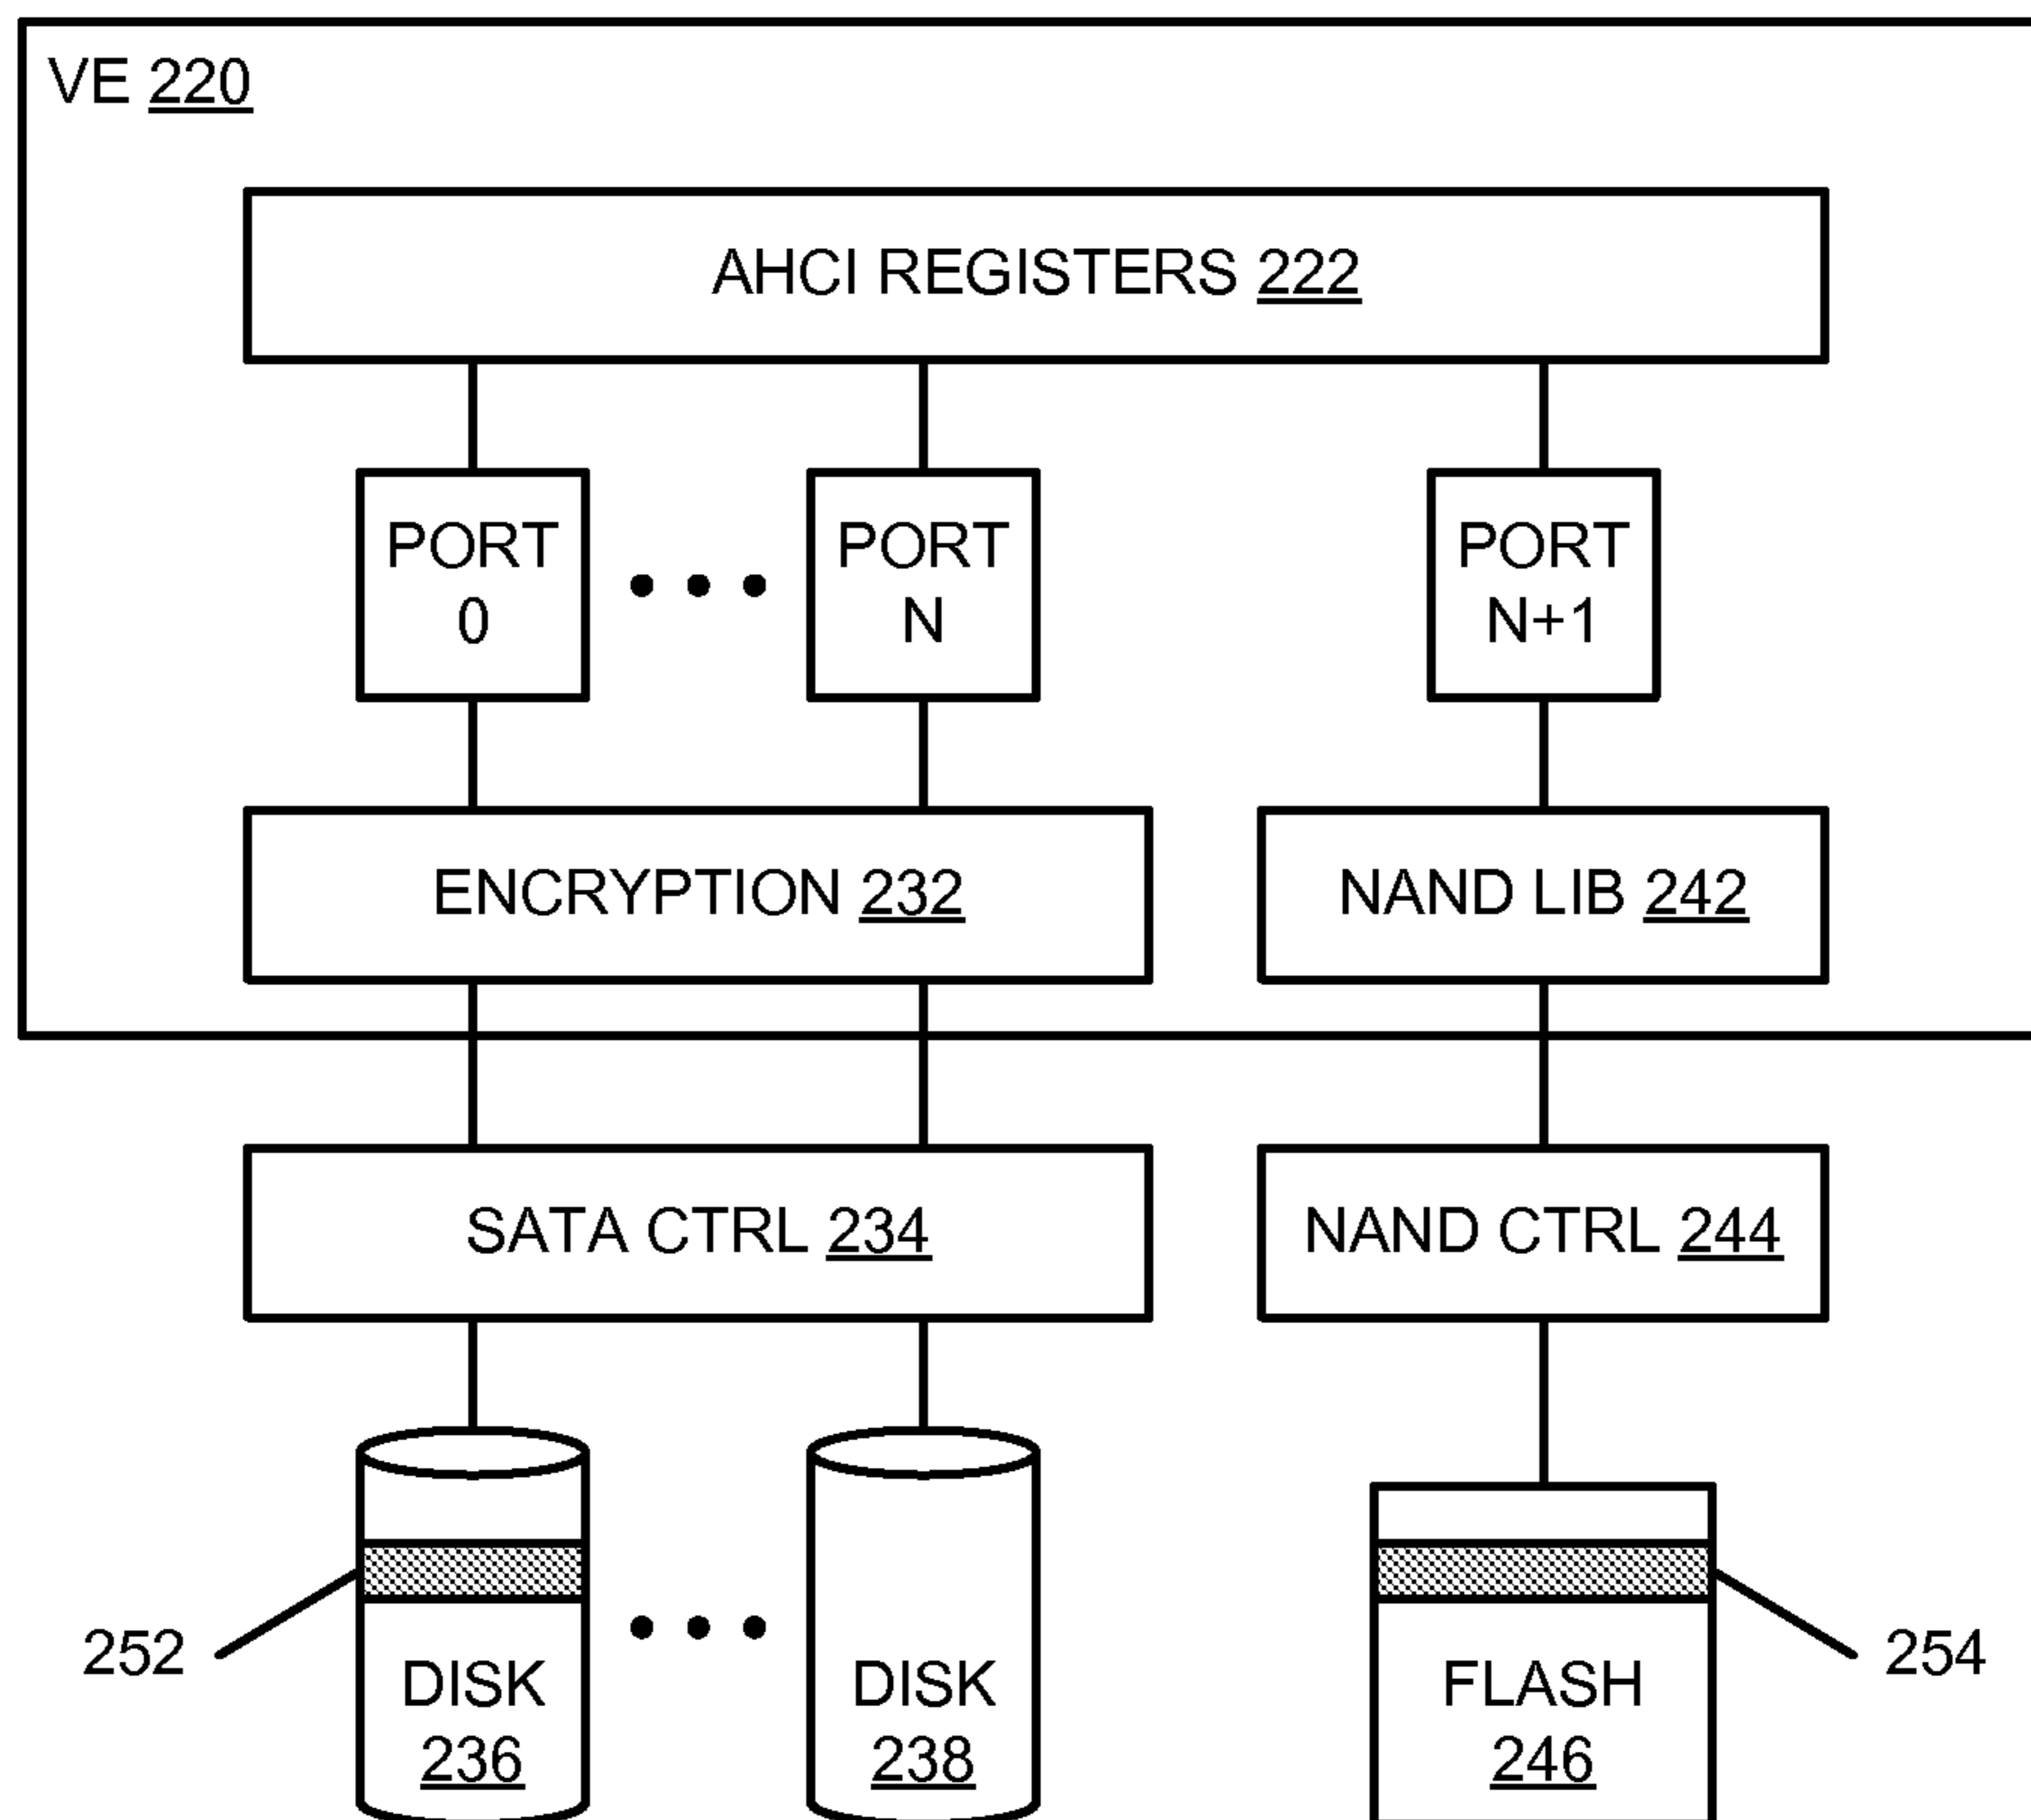 VE 220
AHCI REGISTERS 222
PORT
0
PORT
N
PORT
N+1
ENCRYPTION 232
NAND LIB 242
SATA CTRL 234
NAND CTRL 244
252
DISK
236
DISK
238
FLASH
246
254